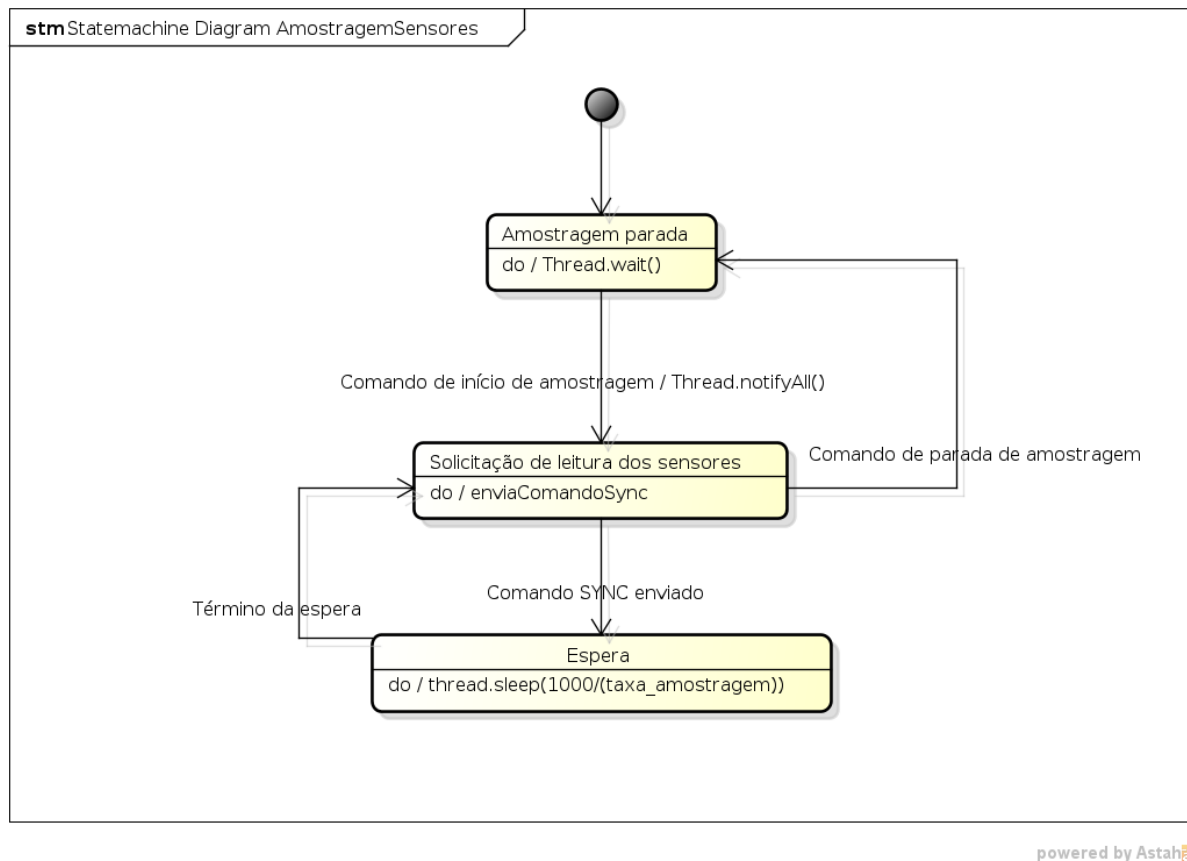 stm Statemachine Diagram AmostragemSensores
Amostragem parada
do / Thread.wait()
Comando de início de amostragem / Thread.notifyAll()
Solicitação de leitura dos sensores
do / enviaComandoSync
Comando de parada de amostragem
Comando SYNC enviado
Término da espera
Espera
do / thread.sleep(1000/(taxa_amostragem))
powered by Astah